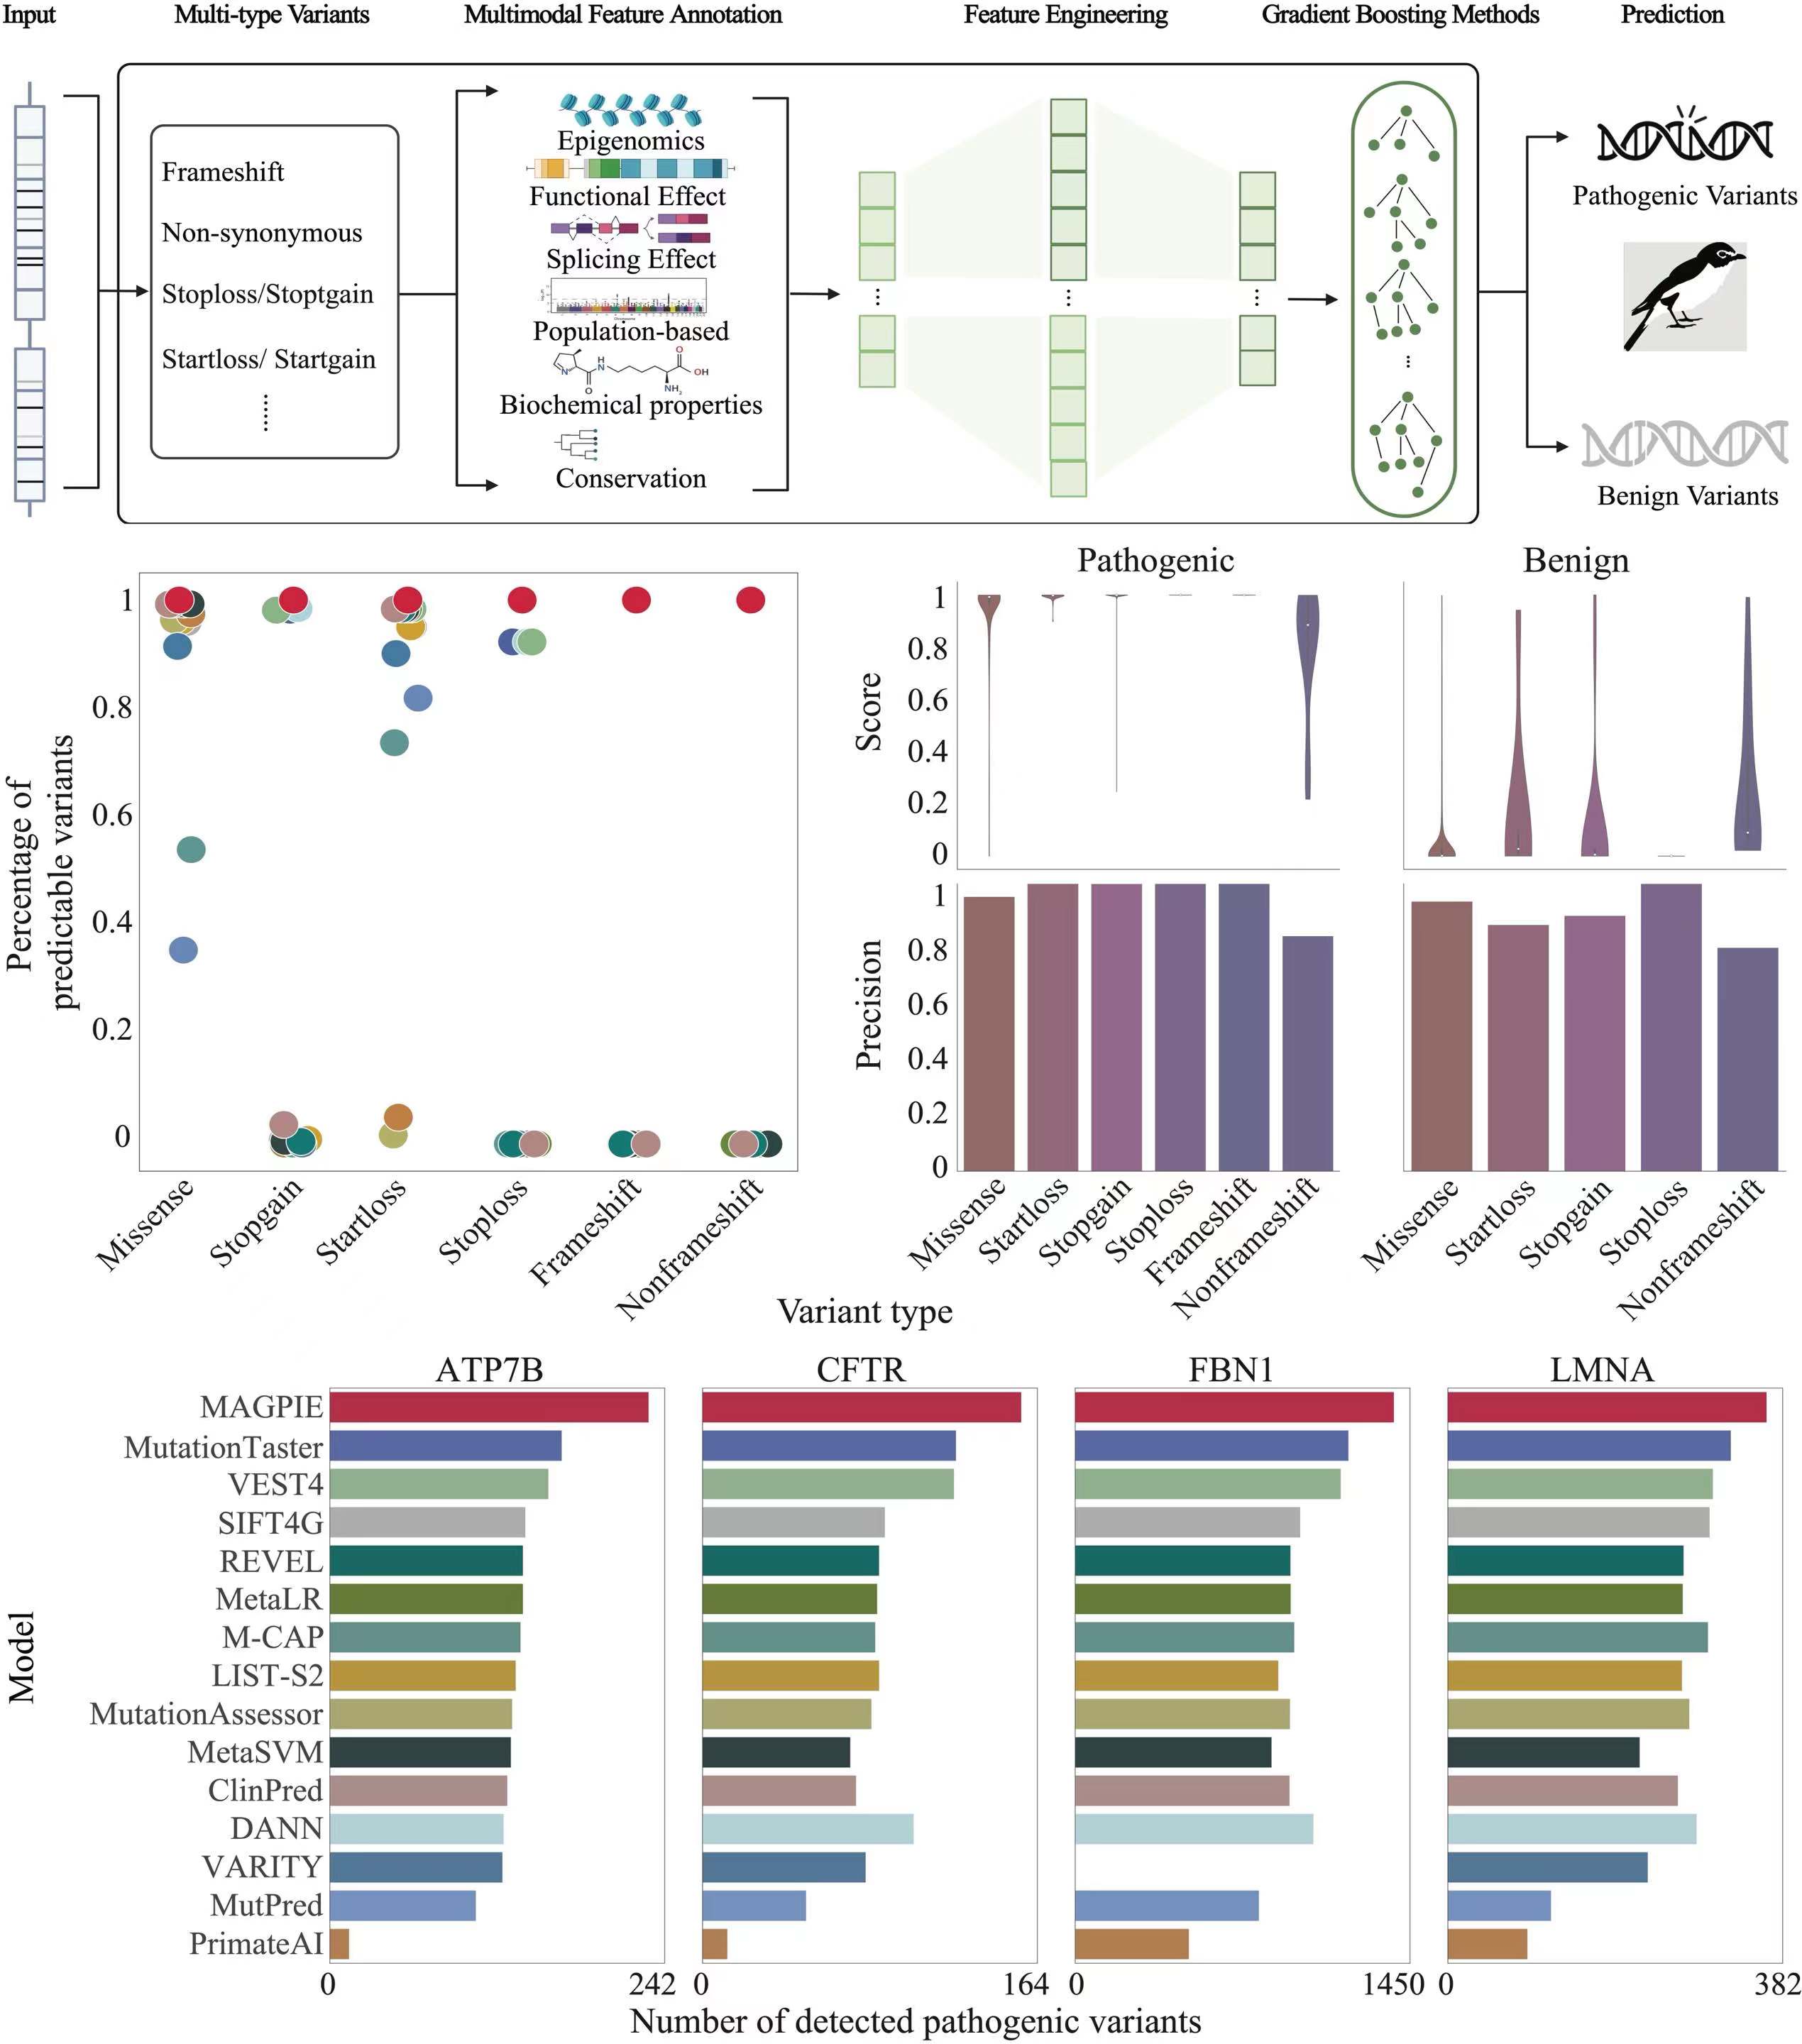 Input Multi-type Variants Multimodal Feature Annotation Feature Engineering Gradient Boosting Methods Prediction
Frameshift
Non-synonymous
Stoploss/Stoptgain
Startloss/ Startgain
Epigenomics
Functional Effect
Splicing Effect
Population-based
N
H
N
O
O
OH
NH2
Biochemical properties
Conservation
Pathogenic Variants
Benign Variants
Percentage of
predictable variants
1
0.8
0.6
0.4
0.2
0
Missense
Stopgain
Startloss
Stoploss
Frameshift
Nonframeshift
Pathogenic
Benign
Score
1
0.8
0.6
0.4
0.2
0
Precision
1
0.8
0.6
0.4
0.2
0
Missense
Startloss
Stopgain
Stoploss
Frameshift
Nonframeshift
Missense
Startloss
Stopgain
Stoploss
Nonframeshift
Variant type
ATP7B CFTR FBN1 LMNA
Model
MAGPIE
MutationTaster
VEST4
SIFT4G
REVEL
MetaLR
M-CAP
LIST-S2
MutationAssessor
MetaSVM
ClinPred
DANN
VARITY
MutPred
PrimateAI
0 242 0 164 0 1450 0 382
Number of detected pathogenic variants